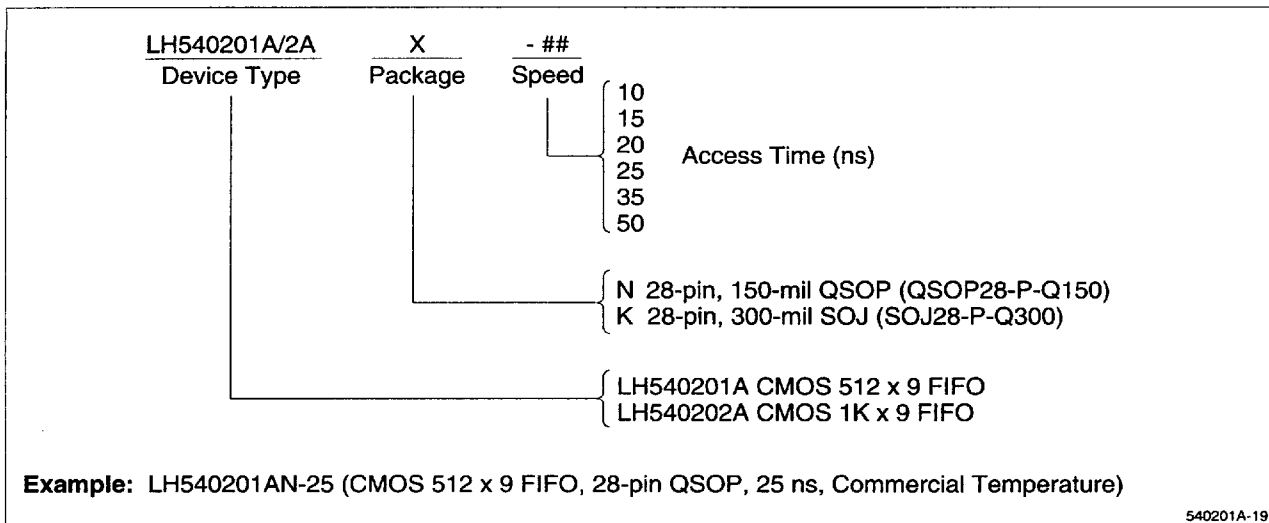 LH540201A/2A X - ##
Device Type Package Speed
10
15
20
25
35
50
Access Time (ns)
N 28-pin, 150-mil QSOP (QSOP28-P-Q150)
K 28-pin, 300-mil SOJ (SOJ28-P-Q300)
LH540201A CMOS 512 x 9 FIFO
LH540202A CMOS 1K x 9 FIFO
Example: LH540201AN-25 (CMOS 512 x 9 FIFO, 28-pin QSOP, 25 ns, Commercial Temperature)
540201A-19